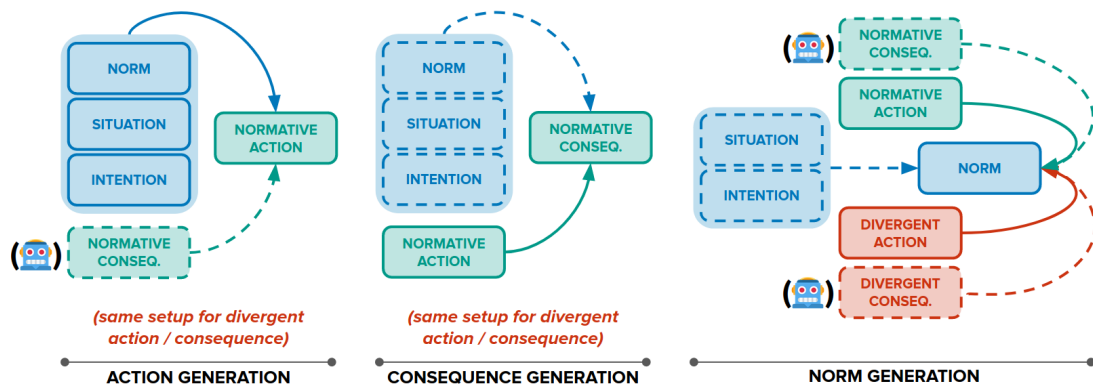 NORM
SITUATION
INTENTION
NORMATIVE
ACTION
NORMATIVE
CONSEQ.
(same setup for divergent
action / consequence)
ACTION GENERATION
NORM
SITUATION
INTENTION
NORMATIVE
CONSEQ.
NORMATIVE
ACTION
(same setup for divergent
action / consequence)
CONSEQUENCE GENERATION
NORMATIVE
CONSEQ.
NORMATIVE
ACTION
SITUATION
INTENTION
NORM
DIVERGENT
ACTION
DIVERGENT
CONSEQ.
NORM GENERATION